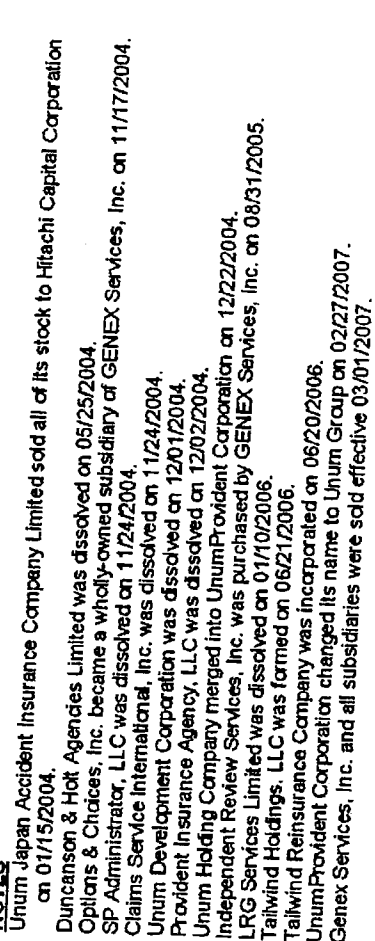 NOTES
Unum Japan Accident Insurance Company Limited sold all of its stock to Hitachi Capital Corporation
on 01/15/2004.
Duncanson & Holt Agencies Limited was dissolved on 05/25/2004.
Options & Choices, Inc. became a wholly-owned subsidiary of GENEX Services, Inc. on 11/17/2004.
SP Administrator, LLC was dissolved on 11/24/2004.
Claims Service International, Inc. was dissolved on 11/24/2004.
Unum Development Corporation was dissolved on 12/01/2004.
Provident Insurance Agency, LLC was dissolved on 12/02/2004.
Unum Holding Company merged into UnumProvident Corporation on 12/22/2004.
Independent Review Services, Inc. was purchased by GENEX Services, Inc. on 08/31/2005.
LRG Services Limited was dissolved on 01/10/2006.
Tailwind Holdings, LLC was formed on 06/21/2006.
Tailwind Reinsurance Company was incorporated on 06/20/2006.
UnumProvident Corporation changed its name to Unum Group on 02/27/2007.
Genex Services, Inc. and all subsidiaries were sold effective 03/01/2007.